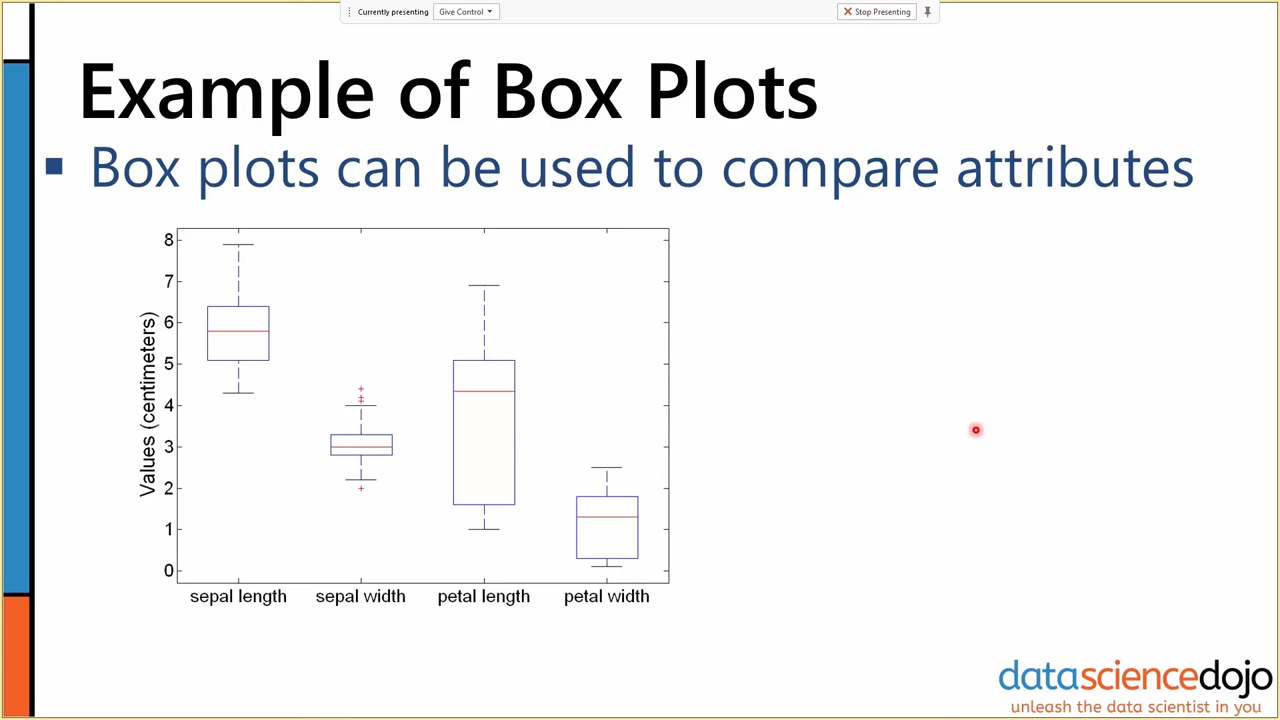 Currently presenting Give Control Stop Presenting
Example of Box Plots
Box plots can be used to compare attributes
Values (centimeters)
8
7
6
5
4
3
2
1
0
sepal length sepal width petal length petal width
datasciencedojo
unleash the data scientist in you